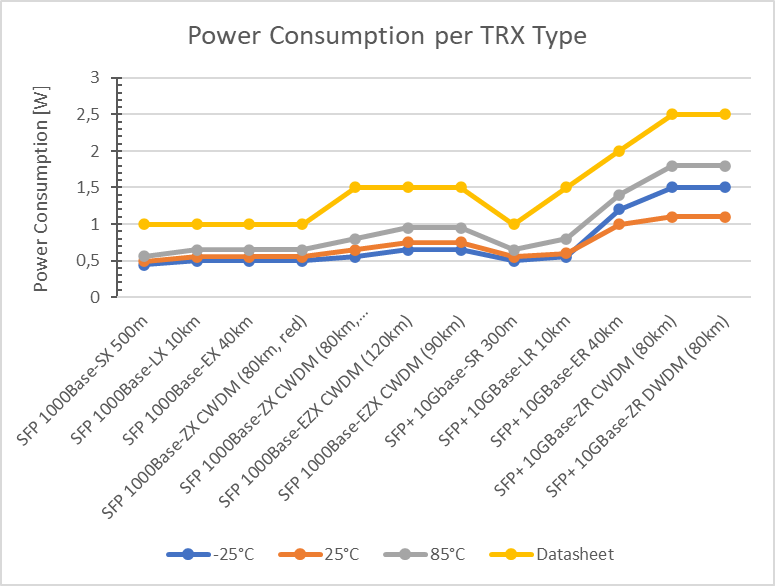 Power Consumption per TRX Type
Power Consumption [W]
3
2,5
2
1,5
1
0,5
0
SFP 1000Base-SX 500m
SFP 1000Base-LX 10km
SFP 1000Base-EX 40km
SFP 1000Base-ZX CWDM (80km, red)
SFP 1000Base-ZX CWDM (80km,...
SFP 1000Base-EZX CWDM (120km)
SFP 1000Base-EZX CWDM (90km)
SFP+ 10Gbase-SR 300m
SFP+ 10GBase-LR 10km
SFP+ 10GBase-ER 40km
SFP+ 10GBase-ZR CWDM (80km)
SFP+ 10GBase-ZR DWDM (80km)
-25°C
25°C
85°C
Datasheet